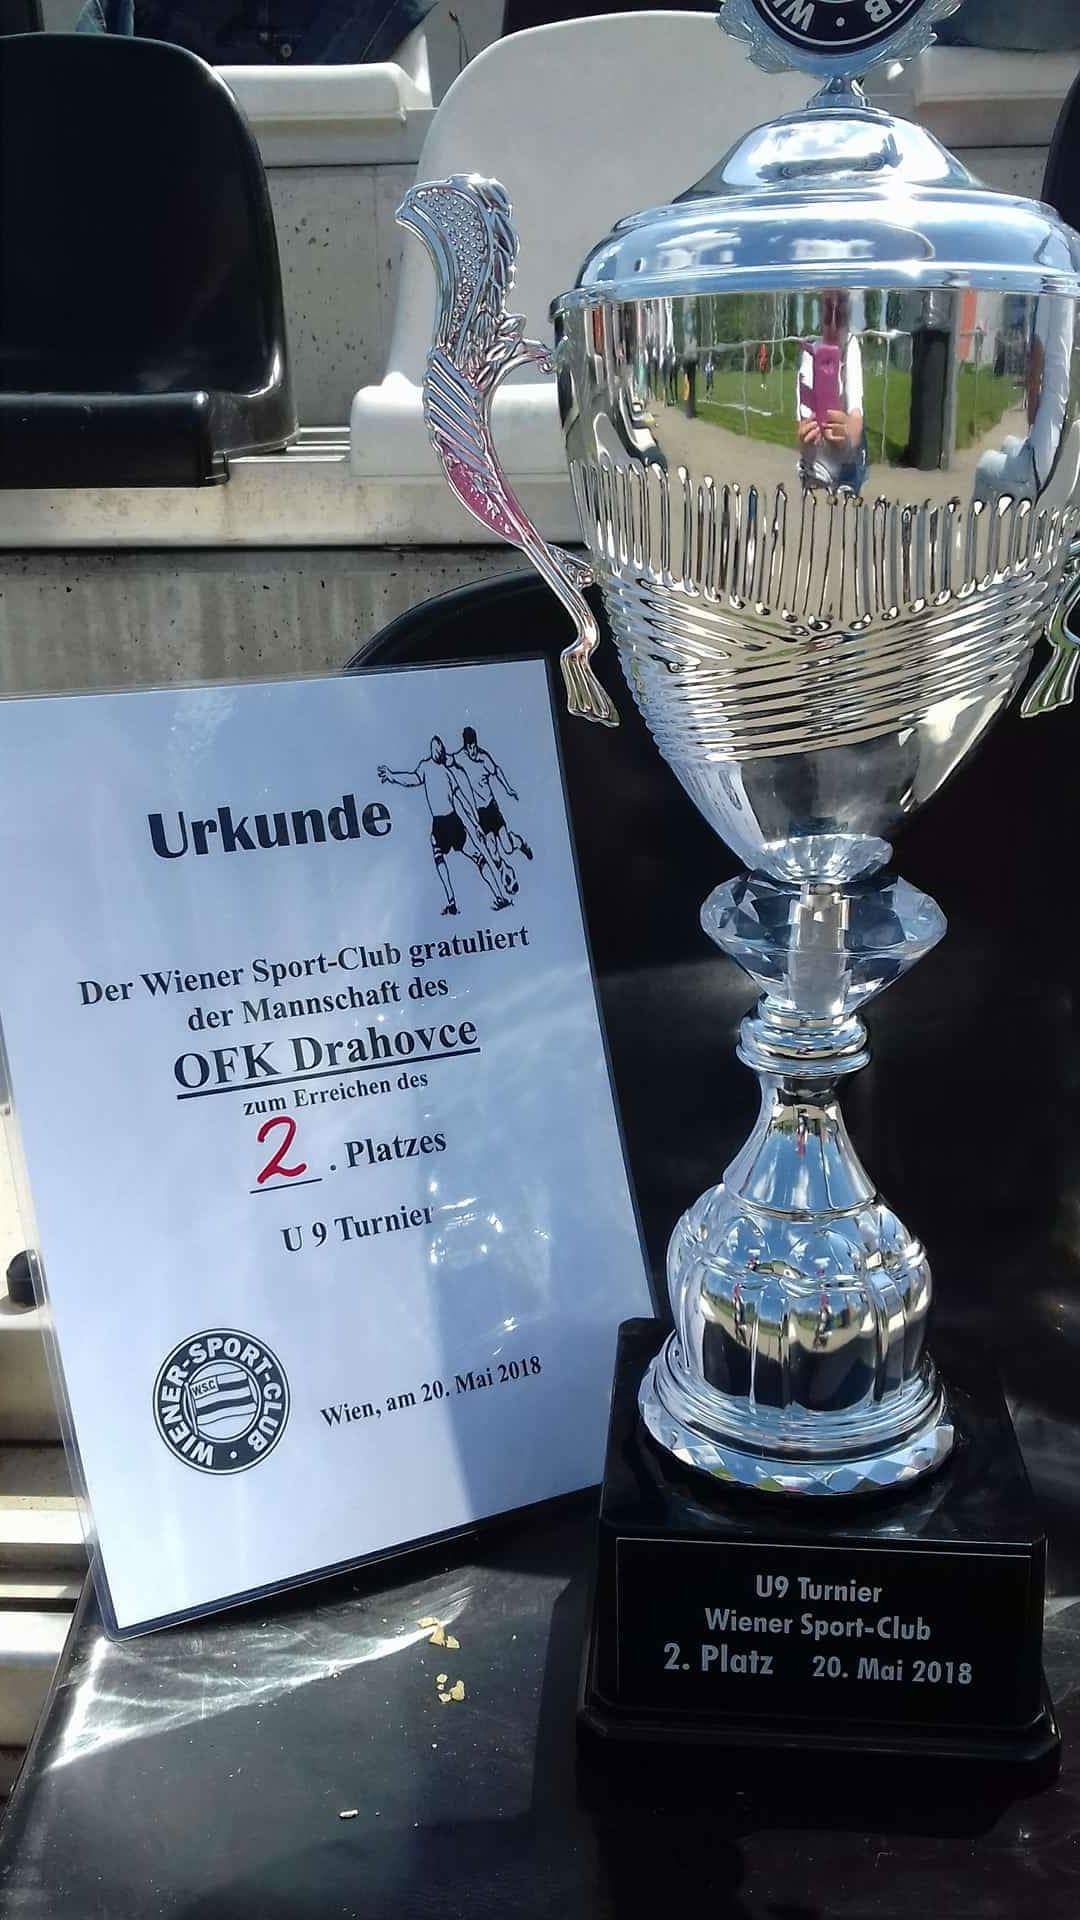 Urkunde
Der Wiener Sport-Club gratuliert
der Mannschaft des
OFK Drahovce
zum Erreichen des
2. Platzes
U 9 Turnier
WIENER-SPORT-CLUB
W.S.C
Wien, am 20. Mai 2018
U9 Turnier
Wiener Sport-Club
2. Platz 20. Mai 2018